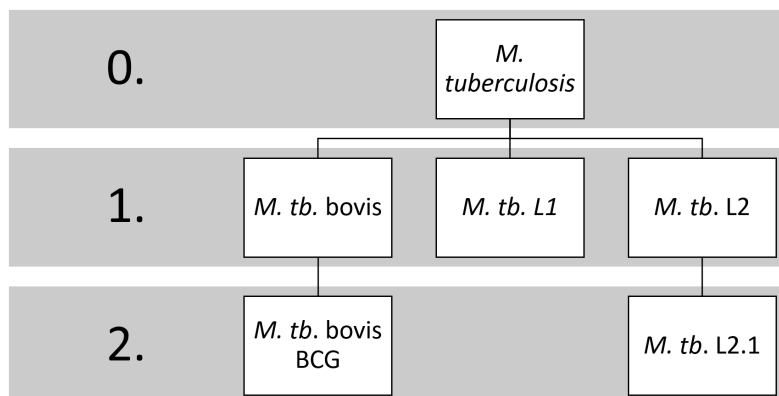 0.
M.
tuberculosis
1.
M. tb. bovis
M. tb. L1
M. tb. L2
2.
M. tb. bovis
BCG
M. tb. L2.1